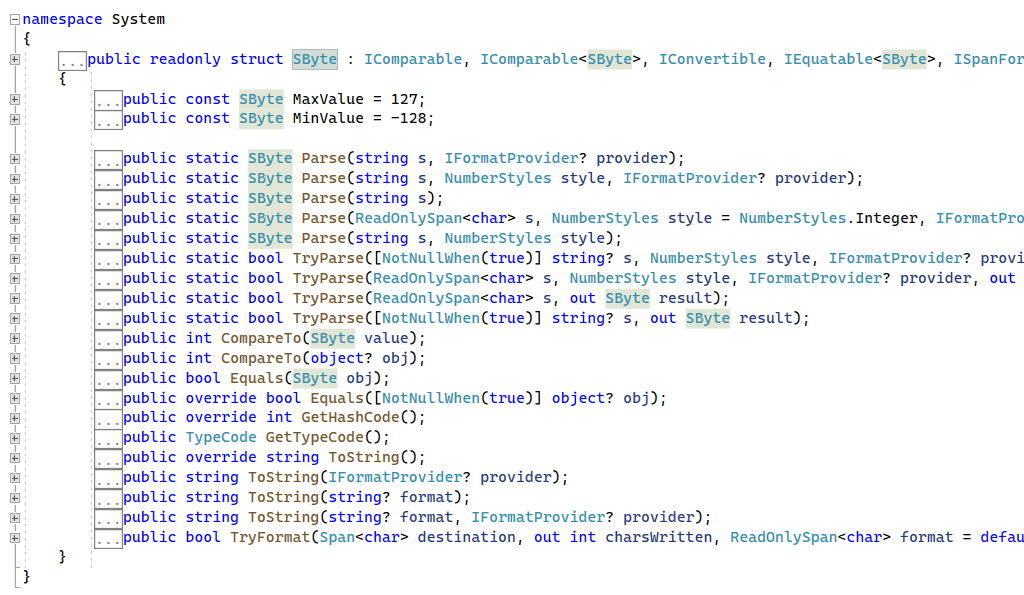 namespace System
{
...public readonly struct SByte : IComparable, IComparable<SByte>, IConvertible, IEquatable<SByte>, ISpanFor
{
...public const SByte MaxValue = 127;
...public const SByte MinValue = -128;
...public static SByte Parse(string s, IFormatProvider? provider);
...public static SByte Parse(string s, NumberStyles style, IFormatProvider? provider);
...public static SByte Parse(string s);
...public static SByte Parse(ReadOnlySpan<char> s, NumberStyles style = NumberStyles.Integer, IFormatPro
...public static SByte Parse(string s, NumberStyles style);
...public static bool TryParse([NotNullWhen(true)] string? s, NumberStyles style, IFormatProvider? provi
...public static bool TryParse(ReadOnlySpan<char> s, NumberStyles style, IFormatProvider? provider, out
...public static bool TryParse(ReadOnlySpan<char> s, out SByte result);
...public static bool TryParse([NotNullWhen(true)] string? s, out SByte result);
...public int CompareTo(SByte value);
...public int CompareTo(object? obj);
...public bool Equals(SByte obj);
...public override bool Equals([NotNullWhen(true)] object? obj);
...public override int GetHashCode();
...public TypeCode GetTypeCode();
...public override string ToString();
...public string ToString(IFormatProvider? provider);
...public string ToString(string? format);
...public string ToString(string? format, IFormatProvider? provider);
...public bool TryFormat(Span<char> destination, out int charsWritten, ReadOnlySpan<char> format = defau
}
}